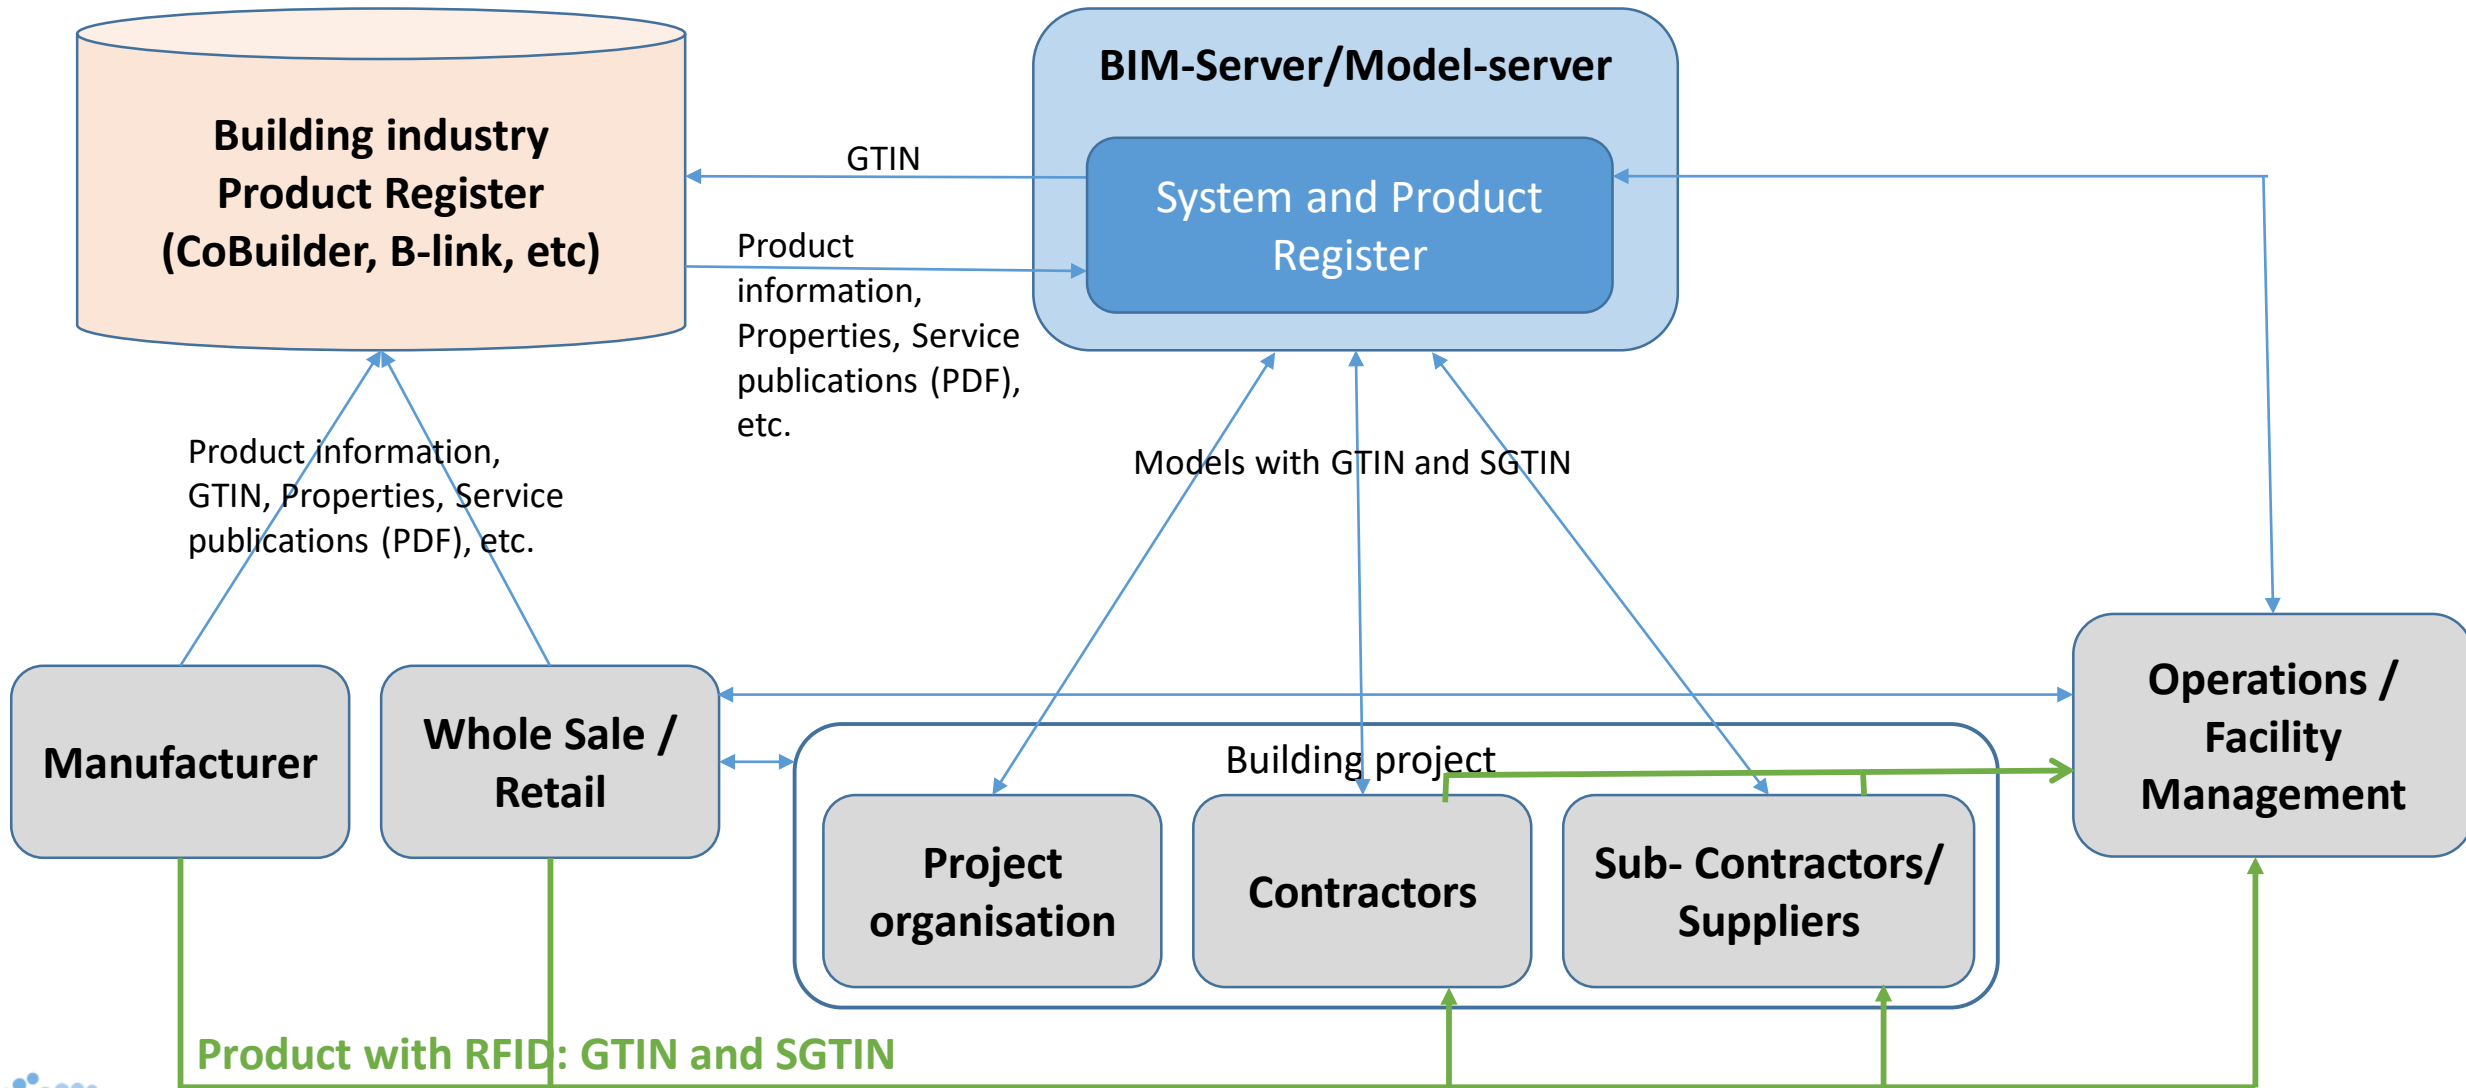 Building industry
Product Register
(CoBuilder, B-link, etc)
BIM-Server/Model-server
System and Product
Register
GTIN
Product
information,
Properties, Service
publications (PDF),
etc.
Product information,
GTIN, Properties, Service
publications (PDF), etc.
Models with GTIN and SGTIN
Manufacturer
Whole Sale /
Retail
Building project
Project
organisation
Contractors
Sub- Contractors/
Suppliers
Operations /
Facility
Management
Product with RFID: GTIN and SGTIN